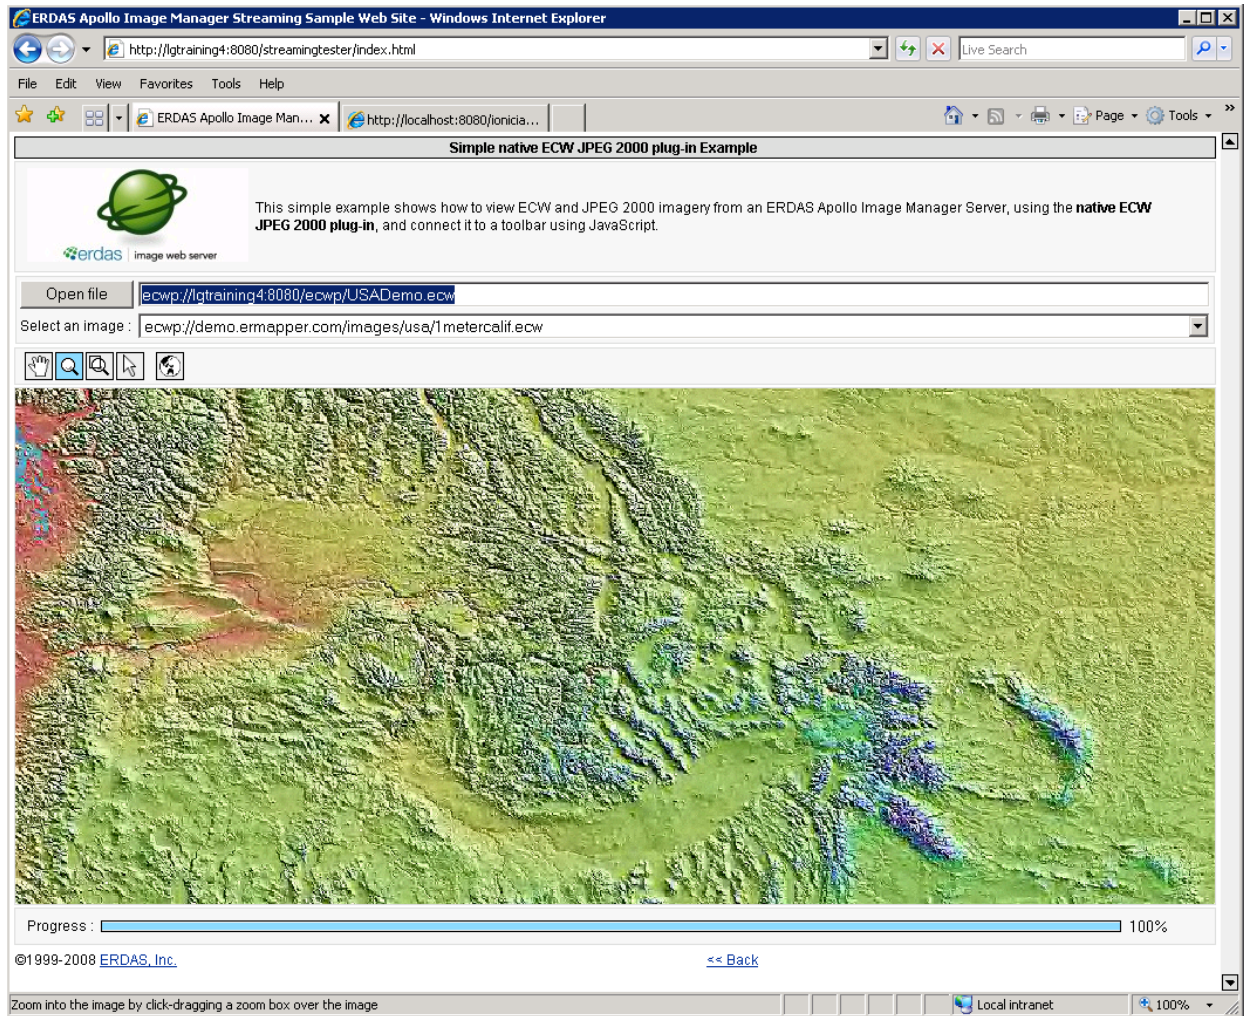 ERDAS Apollo Image Manager Streaming Sample Web Site - Windows Internet Explorer
http://lgtraining4:8080/streamingtester/index.html
Live Search
File Edit View Favorites Tools Help
ERDAS Apollo Image Man...
http://localhost:8080/ionicia...
Page
Tools
Simple native ECW JPEG 2000 plug-in Example
This simple example shows how to view ECW and JPEG 2000 imagery from an ERDAS Apollo Image Manager Server, using the native ECW
JPEG 2000 plug-in, and connect it to a toolbar using JavaScript.
erdas image web server
Open file ecwp://lgtraining4:8080/ecwp/USADemo.ecw
Select an image : ecwp://demo.ermapper.com/images/usa/1metercalif.ecw
Progress : 100%
©1999-2008 ERDAS, Inc. << Back
Zoom into the image by click-dragging a zoom box over the image Local intranet 100%